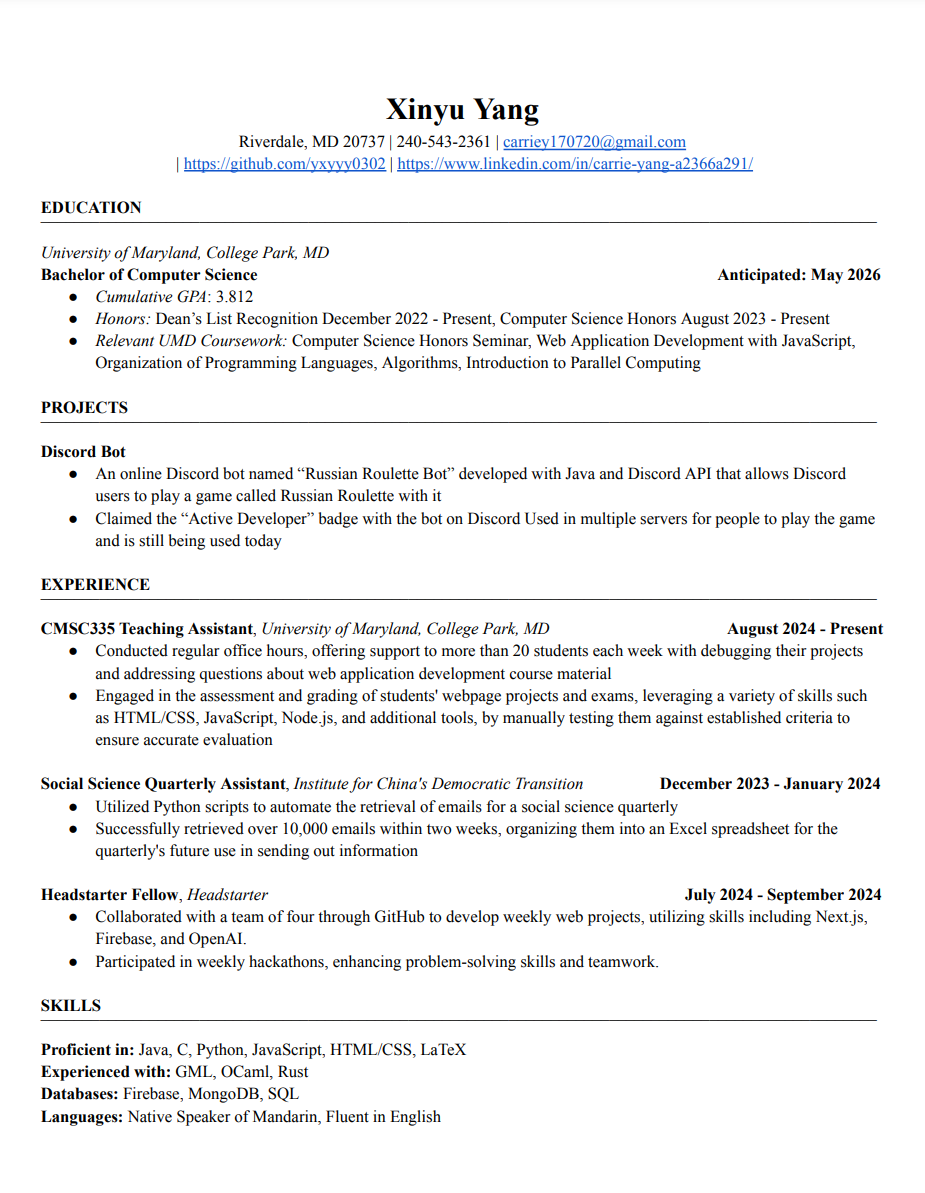 Xinyu Yang
Riverdale, MD 20737 | 240-543-2361 | carriey170720@gmail.com
| https://github.com/yxyyy0302 | https://www.linkedin.com/in/carrie-yang-a2366a291/
EDUCATION
University of Maryland, College Park, MD
Bachelor of Computer Science Anticipated: May 2026
● Cumulative GPA: 3.812
● Honors: Dean’s List Recognition December 2022 - Present, Computer Science Honors August 2023 - Present
● Relevant UMD Coursework: Computer Science Honors Seminar, Web Application Development with JavaScript,
Organization of Programming Languages, Algorithms, Introduction to Parallel Computing
PROJECTS
Discord Bot
● An online Discord bot named “Russian Roulette Bot” developed with Java and Discord API that allows Discord
users to play a game called Russian Roulette with it
● Claimed the “Active Developer” badge with the bot on Discord Used in multiple servers for people to play the game
and is still being used today
EXPERIENCE
CMSC335 Teaching Assistant, University of Maryland, College Park, MD August 2024 - Present
● Conducted regular office hours, offering support to more than 20 students each week with debugging their projects
and addressing questions about web application development course material
● Engaged in the assessment and grading of students' webpage projects and exams, leveraging a variety of skills such
as HTML/CSS, JavaScript, Node.js, and additional tools, by manually testing them against established criteria to
ensure accurate evaluation
Social Science Quarterly Assistant, Institute for China's Democratic Transition December 2023 - January 2024
● Utilized Python scripts to automate the retrieval of emails for a social science quarterly
● Successfully retrieved over 10,000 emails within two weeks, organizing them into an Excel spreadsheet for the
quarterly's future use in sending out information
Headstarter Fellow, Headstarter July 2024 - September 2024
● Collaborated with a team of four through GitHub to develop weekly web projects, utilizing skills including Next.js,
Firebase, and OpenAI.
● Participated in weekly hackathons, enhancing problem-solving skills and teamwork.
SKILLS
Proficient in: Java, C, Python, JavaScript, HTML/CSS, LaTeX
Experienced with: GML, OCaml, Rust
Databases: Firebase, MongoDB, SQL
Languages: Native Speaker of Mandarin, Fluent in English